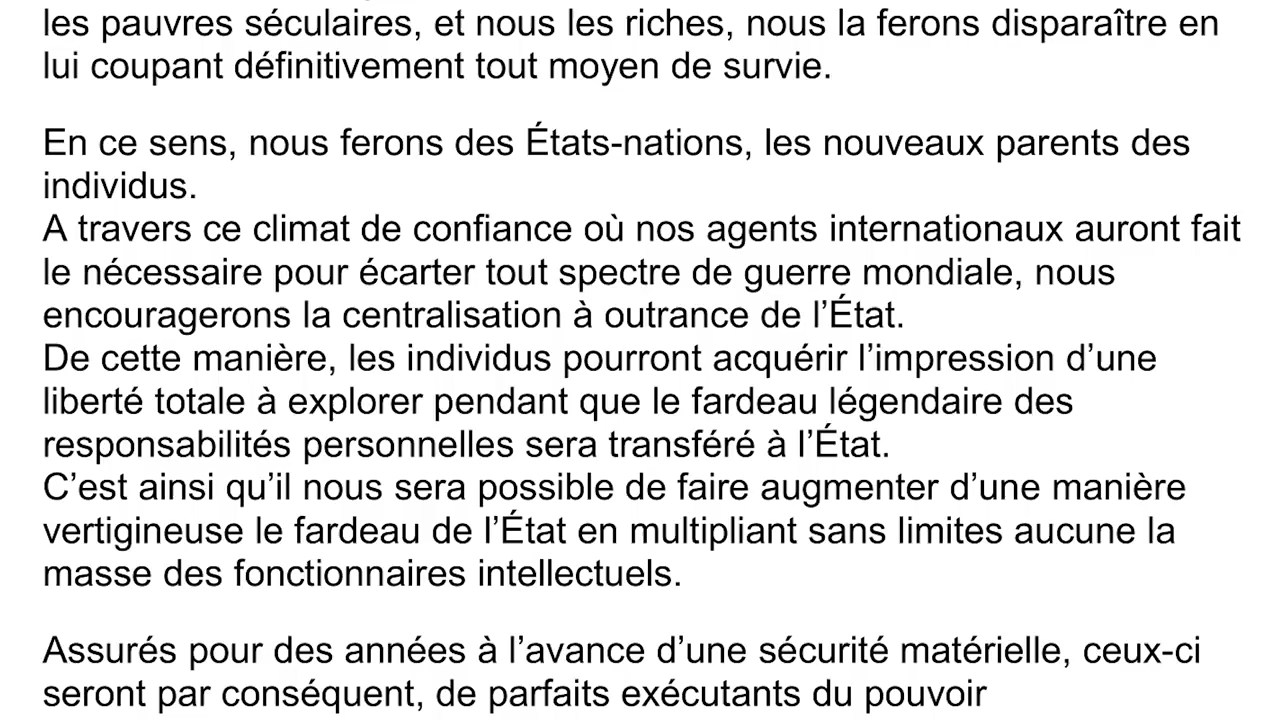 les pauvres séculaires, et nous les riches, nous la ferons disparaître en
lui coupant définitivement tout moyen de survie.
En ce sens, nous ferons des États-nations, les nouveaux parents des
individus.
A travers ce climat de confiance où nos agents internationaux auront fait
le nécessaire pour écarter tout spectre de guerre mondiale, nous
encouragerons la centralisation à outrance de l’État.
De cette manière, les individus pourront acquérir l’impression d’une
liberté totale à explorer pendant que le fardeau légendaire des
responsabilités personnelles sera transféré à l’État.
C’est ainsi qu’il nous sera possible de faire augmenter d’une manière
vertigineuse le fardeau de l’État en multipliant sans limites aucune la
masse des fonctionnaires intellectuels.
Assurés pour des années à l’avance d’une sécurité matérielle, ceux-ci
seront par conséquent, de parfaits exécutants du pouvoir